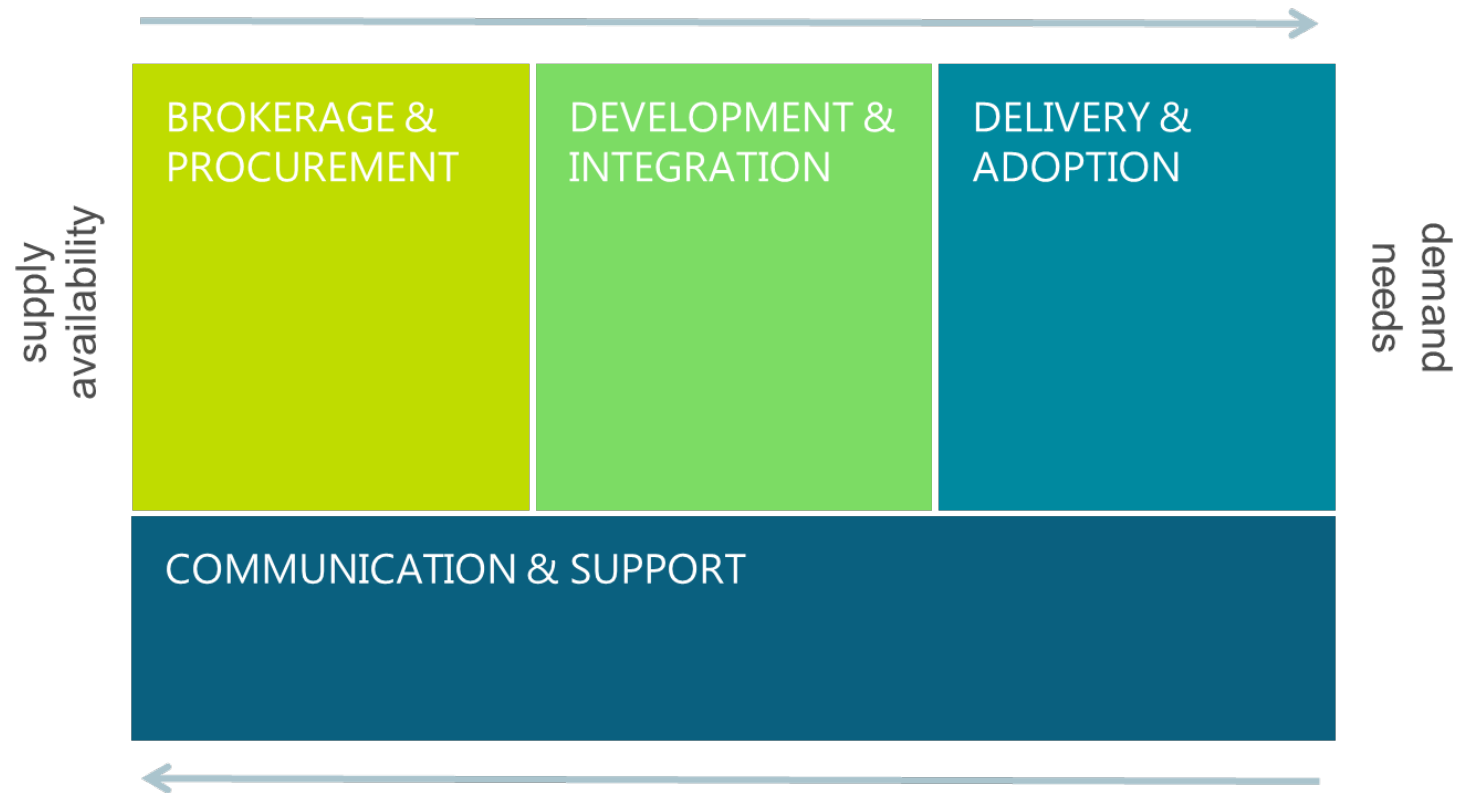 BROKERAGE &
PROCUREMENT
DEVELOPMENT &
INTEGRATION
DELIVERY &
ADOPTION
supply
availability
demand
needs
COMMUNICATION & SUPPORT